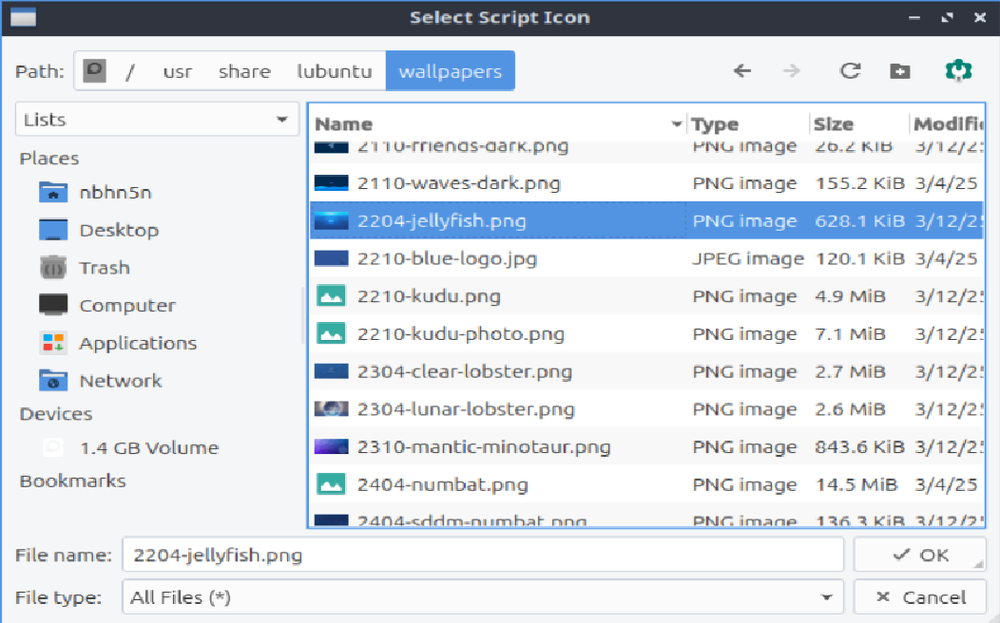 Select Script Icon
Path: / usr share lubuntu wallpapers
Lists
Places
nbhn5n
Desktop
Trash
Computer
Applications
Network
Devices
1.4 GB Volume
Bookmarks
Name Type Size Modifi
2110-friends-dark.png PNG image 26.2 KiB 3/12/2
2110-waves-dark.png PNG image 155.2 KiB 3/4/25
2204-jellyfish.png PNG image 628.1 KiB 3/12/2
2210-blue-logo.jpg JPEG image 120.1 KiB 3/4/25
2210-kudu.png PNG image 4.9 MiB 3/12/2
2210-kudu-photo.png PNG image 7.1 MiB 3/12/2
2304-clear-lobster.png PNG image 2.7 MiB 3/12/2
2304-lunar-lobster.png PNG image 2.6 MiB 3/12/2
2310-mantic-minotaur.png PNG image 843.6 KiB 3/12/2
2404-numbat.png PNG image 14.5 MiB 3/4/25
2404-sddm-numbat.png PNG image 136.3 KiB 3/12/2
File name: 2204-jellyfish.png OK
File type: All Files (*) Cancel